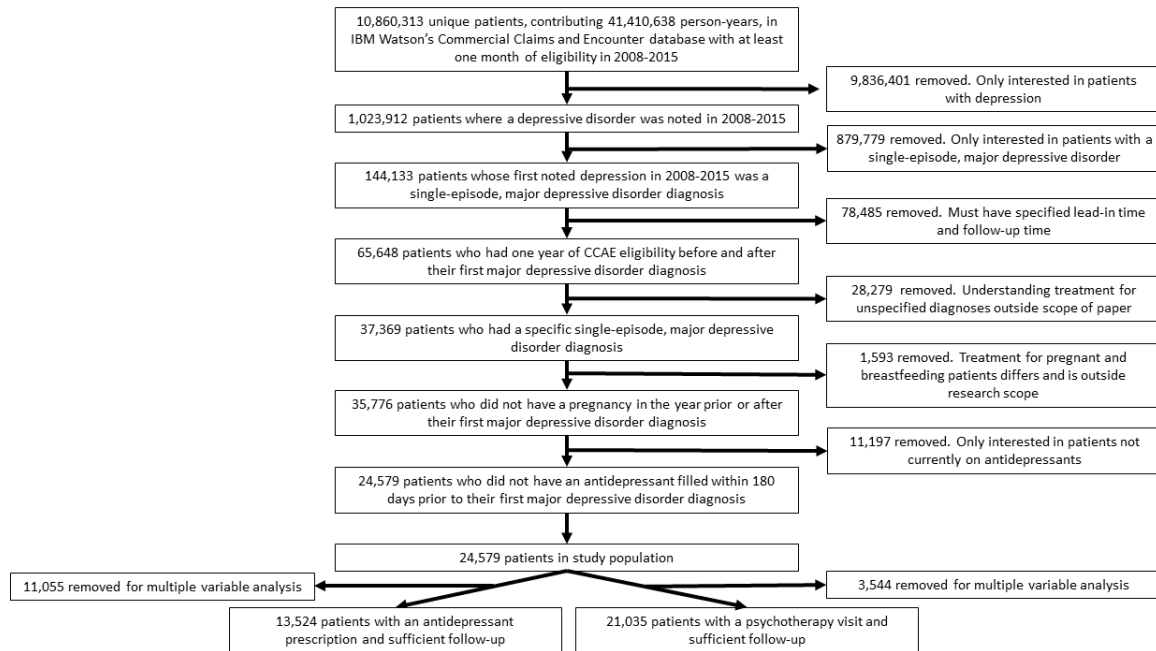 10,860,313 unique patients, contributing 41,410,638 person-years, in
IBM Watson's Commercial Claims and Encounter database with at least
one month of eligibility in 2008-2015
9,836,401 removed. Only interested in patients
with depression
1,023,912 patients where a depressive disorder was noted in 2008-2015
879,779 removed. Only interested in patients with a
single-episode, major depressive disorder
144,133 patients whose first noted depression in 2008-2015 was a
single-episode, major depressive disorder diagnosis
78,485 removed. Must have specified lead-in time
and follow-up time
65,648 patients who had one year of CCAE eligibility before and after
their first major depressive disorder diagnosis
28,279 removed. Understanding treatment for
unspecified diagnoses outside scope of paper
37,369 patients who had a specific single-episode, major depressive
disorder diagnosis
1,593 removed. Treatment for pregnant and
breastfeeding patients differs and is outside
research scope
35,776 patients who did not have a pregnancy in the year prior or after
their first major depressive disorder diagnosis
11,197 removed. Only interested in patients not
currently on antidepressants
24,579 patients who did not have an antidepressant filled within 180
days prior to their first major depressive disorder diagnosis
24,579 patients in study population
11,055 removed for multiple variable analysis
3,544 removed for multiple variable analysis
13,524 patients with an antidepressant
prescription and sufficient follow-up
21,035 patients with a psychotherapy visit and
sufficient follow-up